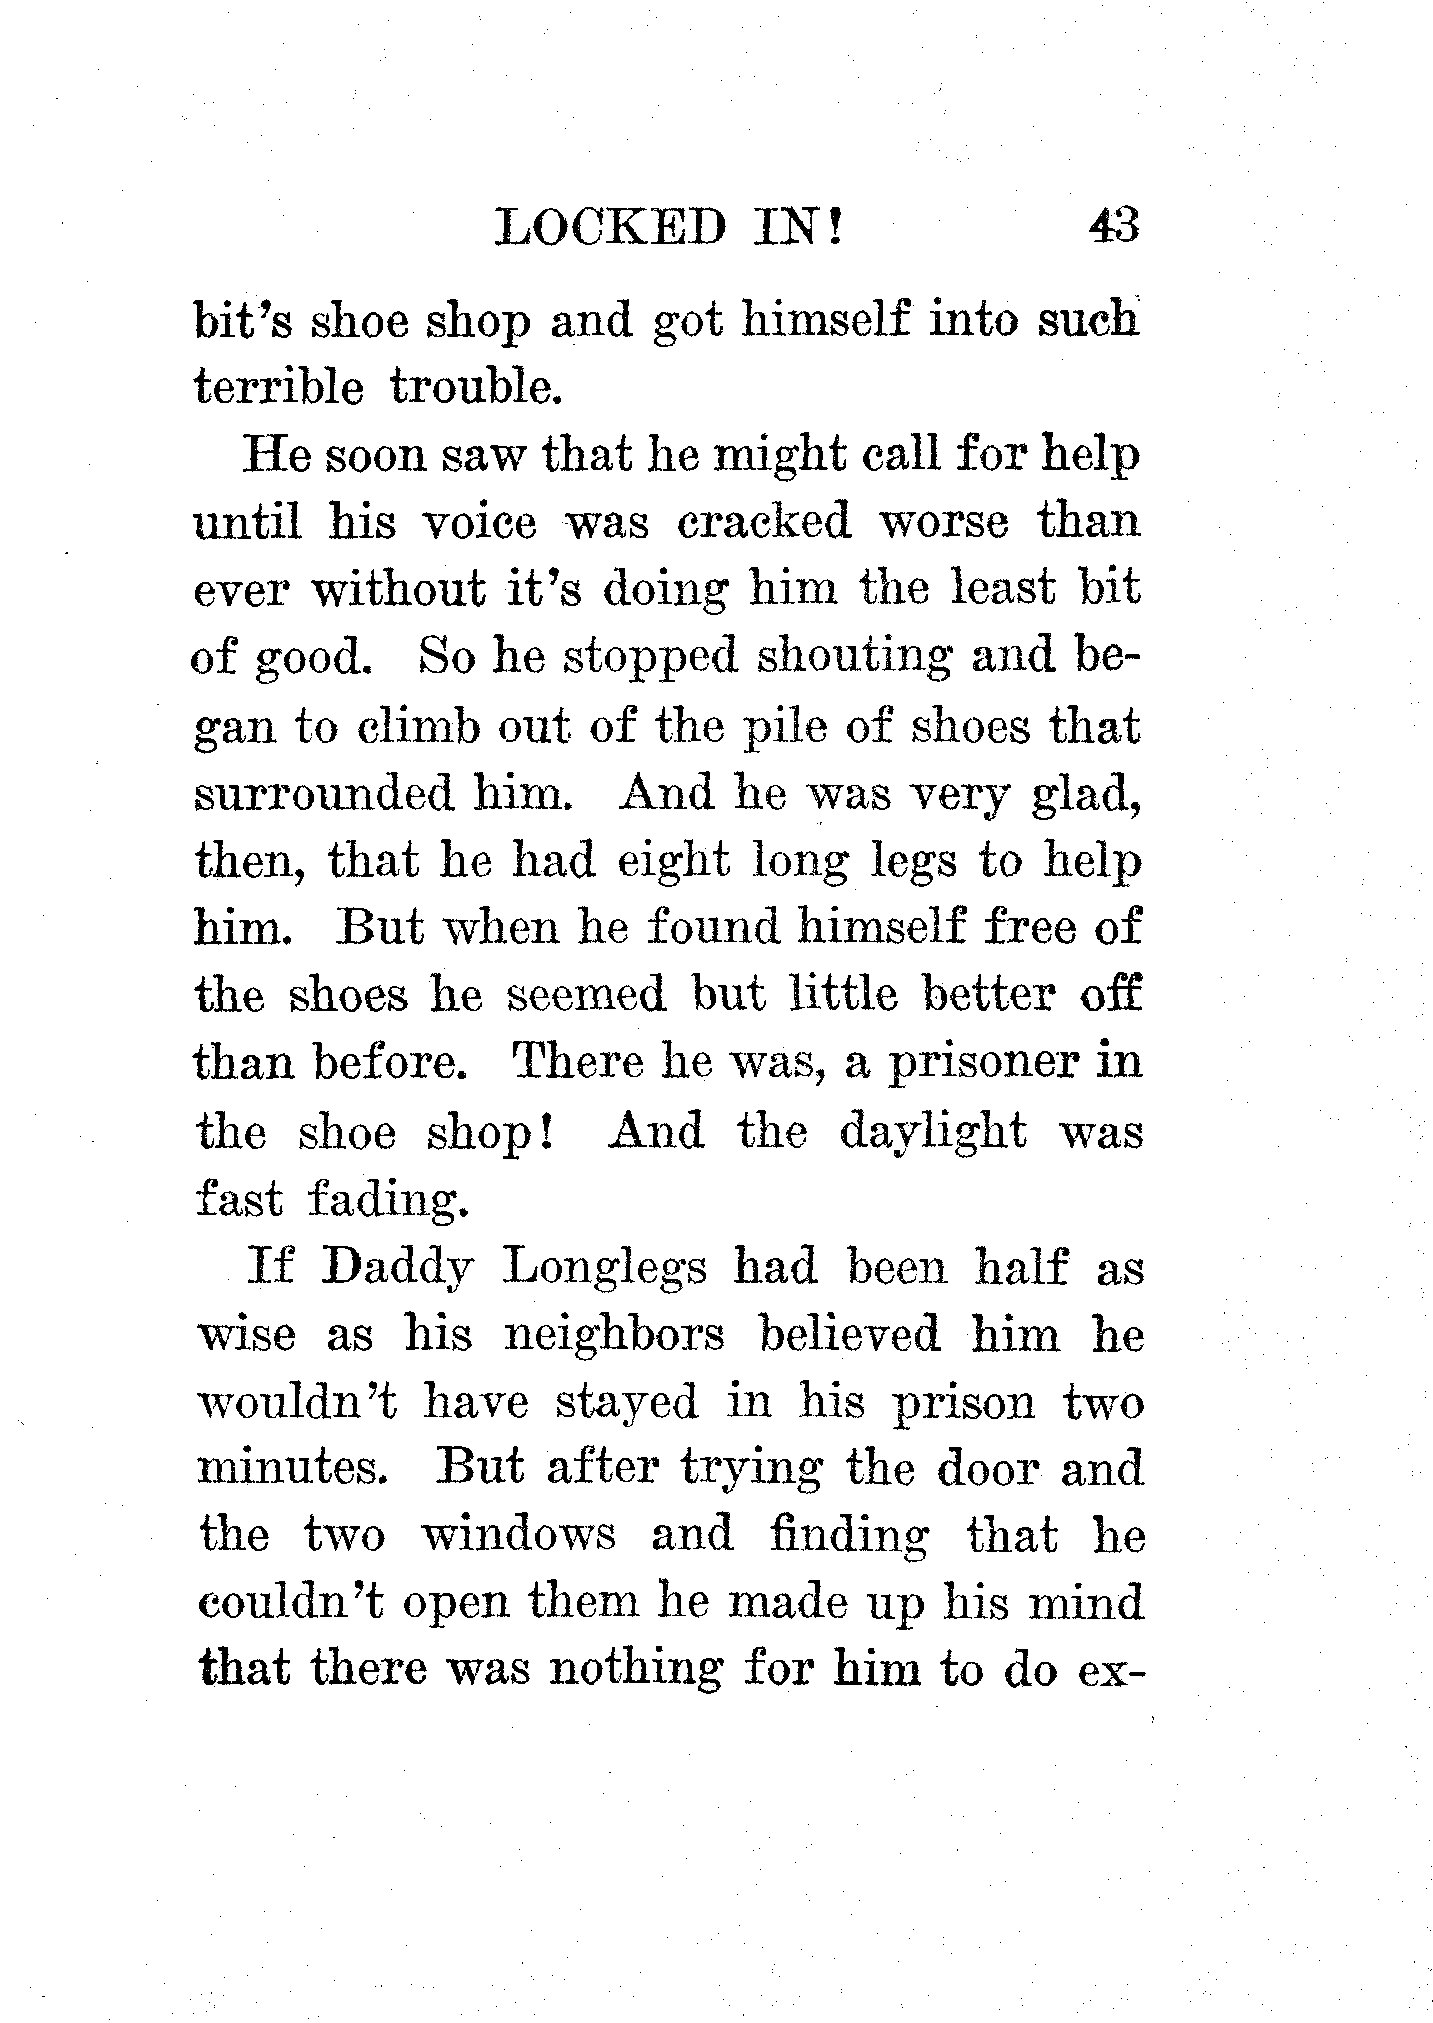 LOCKED IN! 43
bit's shoe shop and got himself into such
terrible trouble.
He soon saw that he might call for help
until his voice was cracked worse than
ever without it's doing him the least bit
of good. So he stopped shouting and be-
gan to climb out of the pile of shoes that
surrounded him. And he was very glad,
then, that he had eight long legs to help
him. But when he found himself free of
the shoes he seemed but little better off
than before. There he was, a prisoner in
the shoe shop! And the daylight was
fast fading.
If Daddy Longlegs had been half as
wise as his neighbors believed him he
wouldn't have stayed in his prison two
minutes. But after trying the door and
the two windows and finding that he
couldn't open them he made up his mind
that there was nothing for him to do ex-